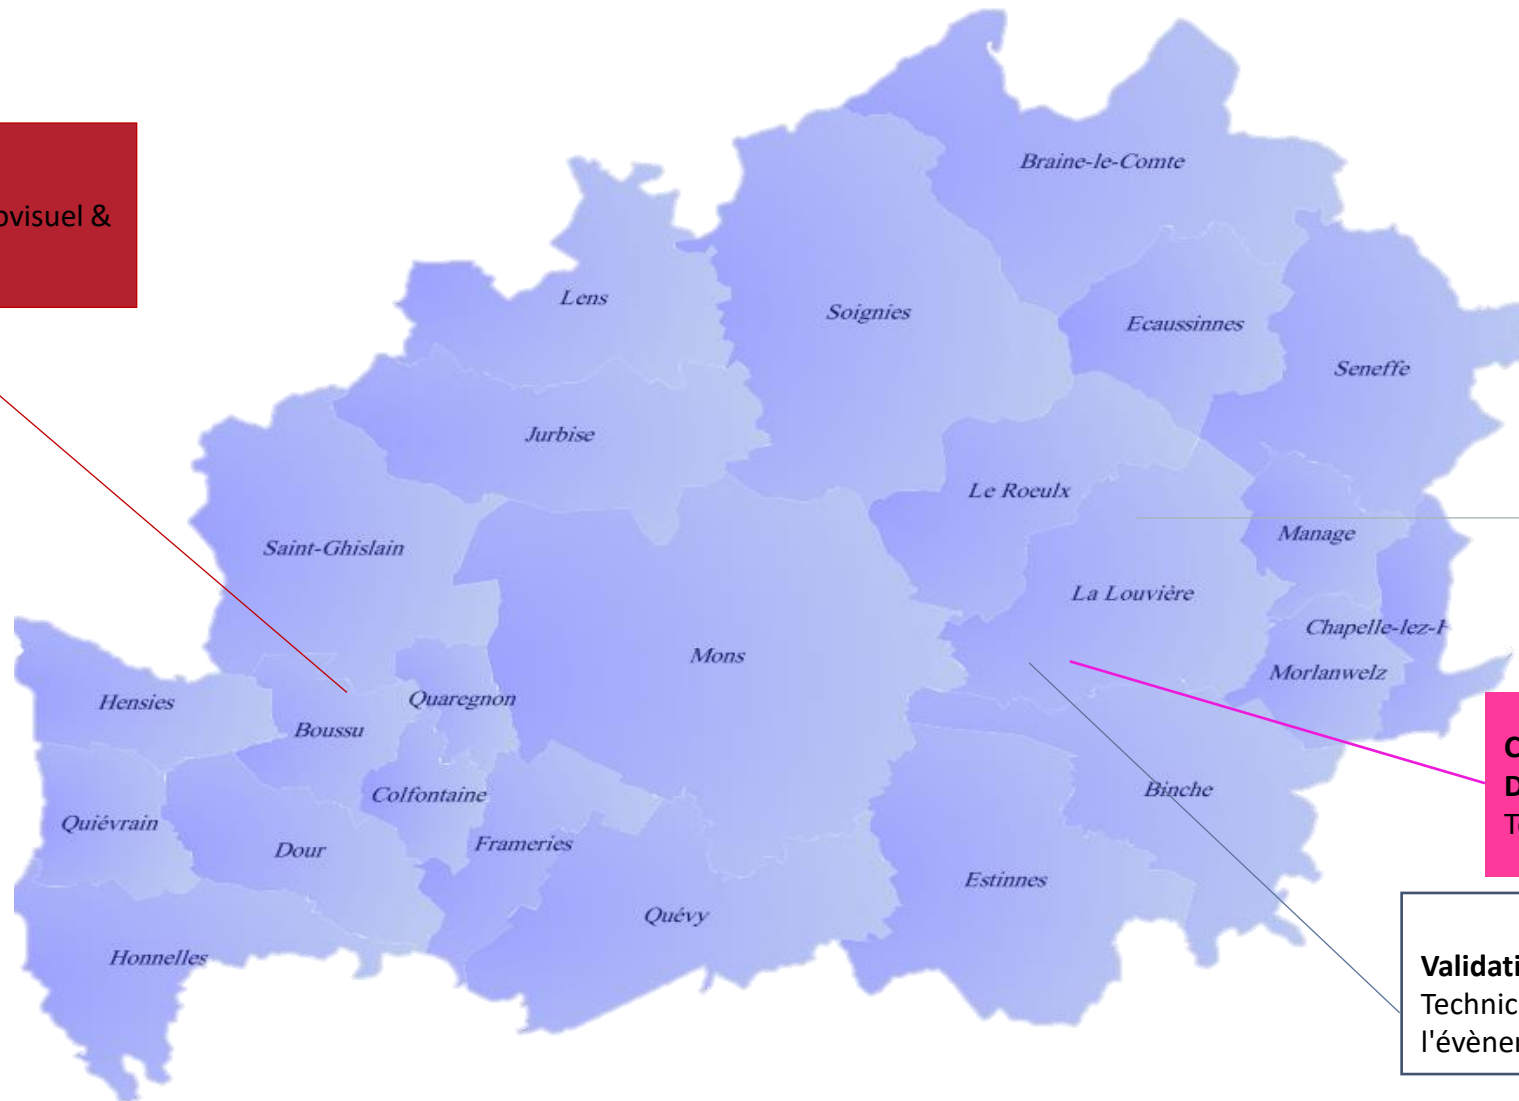 Braine-le-Comte
ovisuel &
Lens
Soignies
Ecaussinnes
Seneffe
Jurbise
Le Roeulx
Saint-Ghislain
Manage
La Louvière
Chapelle-lez-
Mons
Morlanwelz
Hensies
Quaregnon
Boussu
Colfontaine
Binche
Quiévrain
Dour
Frameries
Estinnes
Quévy
Honnelles
C
D
T
Validati
Technic
l'évène